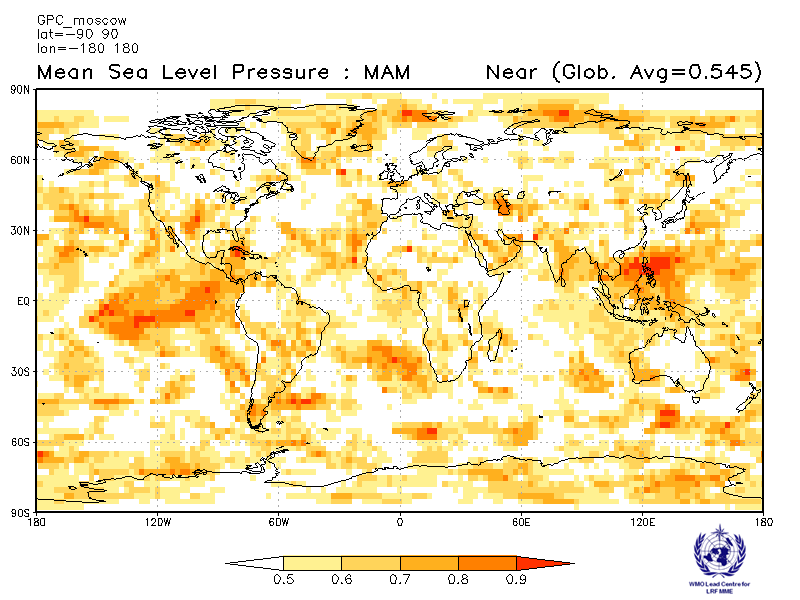 GPC_moscow
lat=−90 90
lon=−180 180
Mean Sea Level Pressure : MAM Near (Glob. Avg=0.545)
90N
60N
30N
EQ
30S
60S
90S
180 120W 60W 0 60E 120E 180
0.5 0.6 0.7 0.8 0.9
WMO Lead Centre for
LRF MME